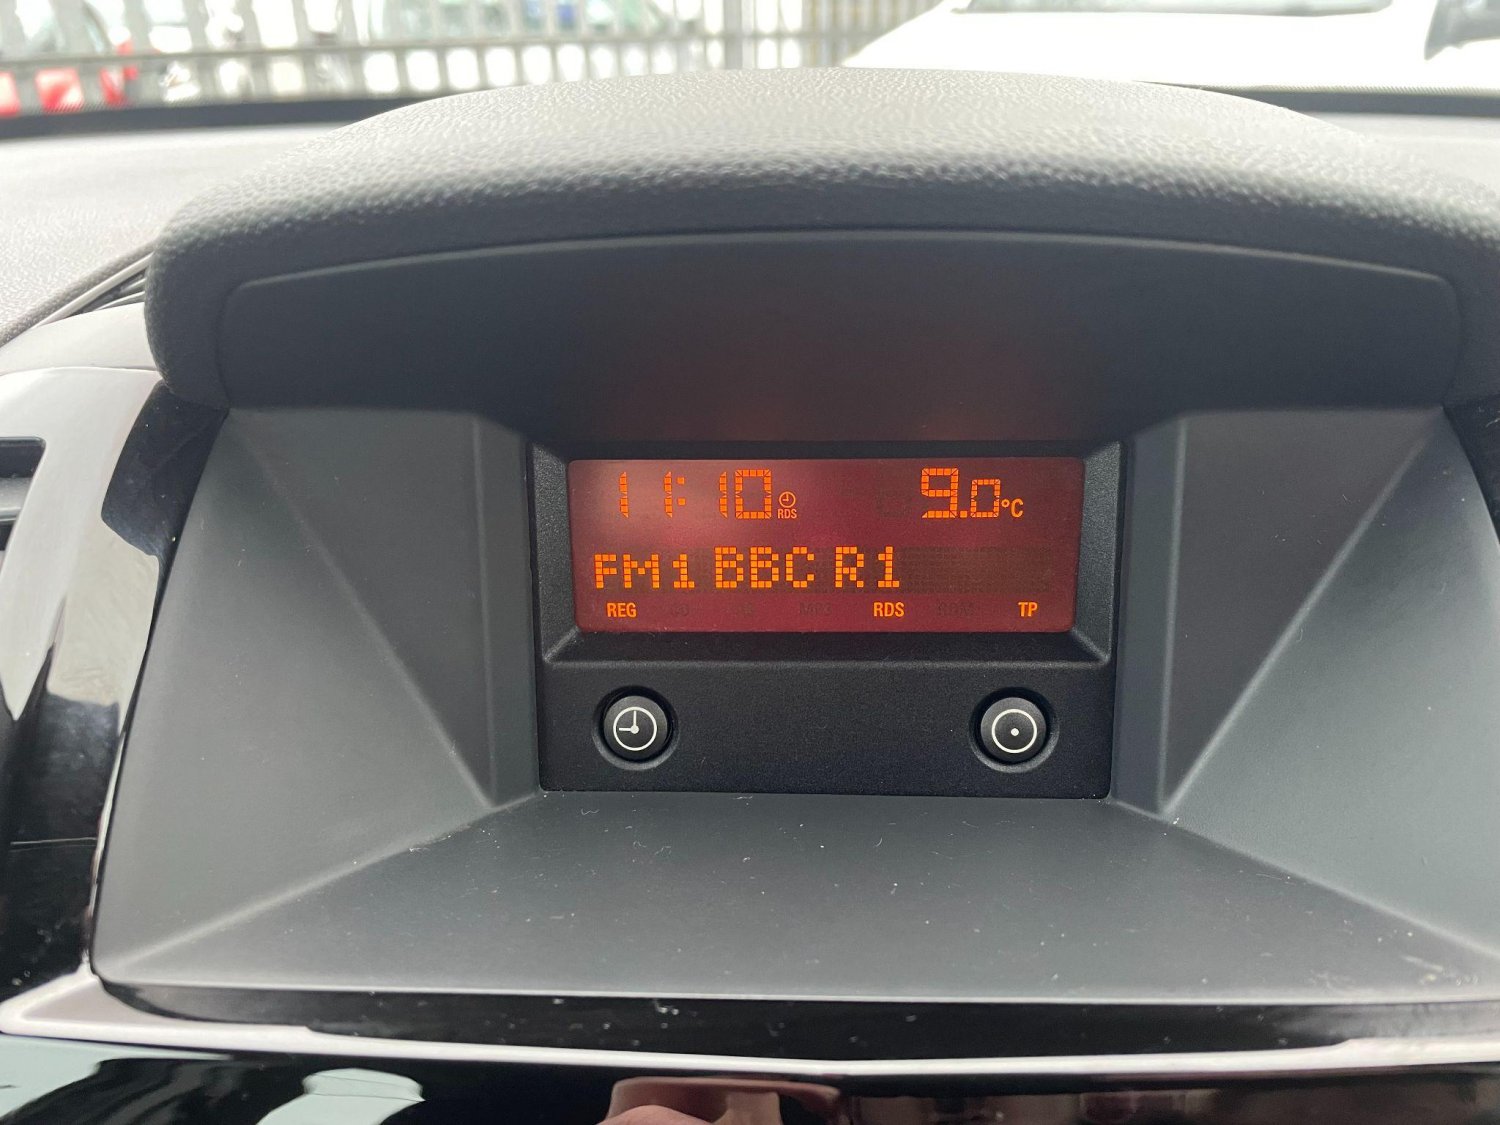 11:10 RDS 9.0°C
FM1 BBC R1
REG RDS TP